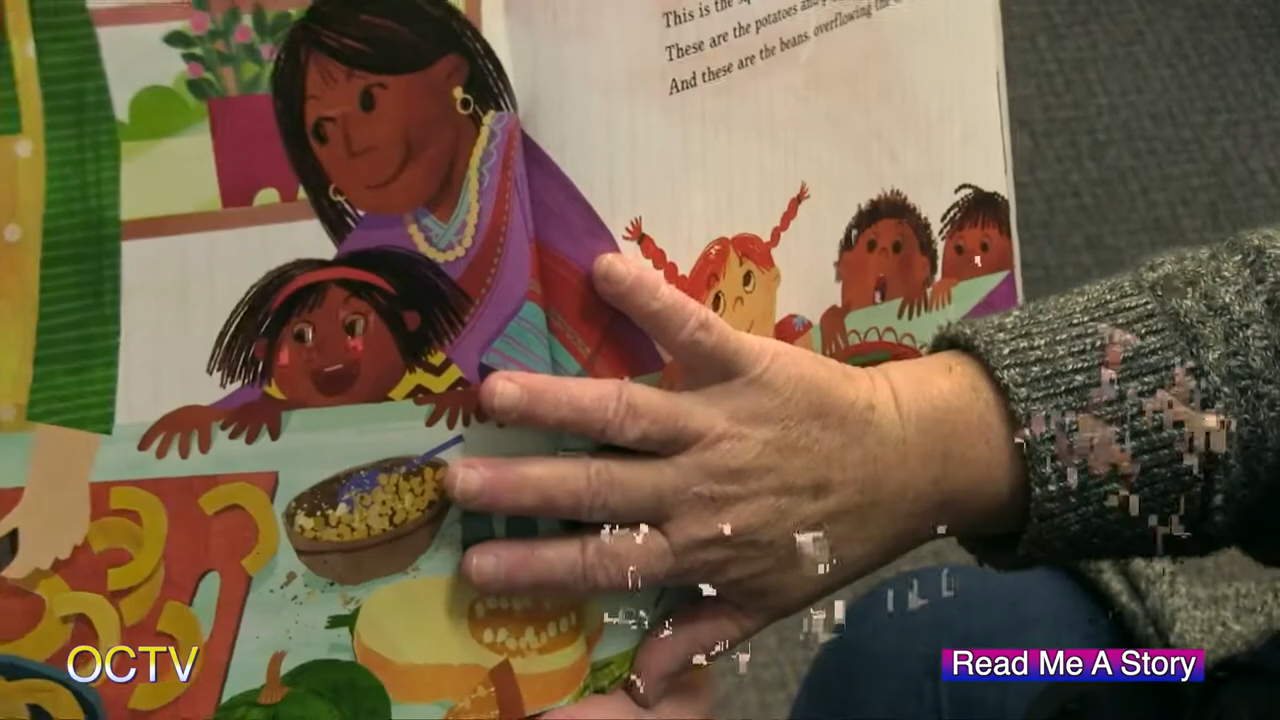 This is the
These are the potatoes and
And these are the beans, overflowing the
OCTV
Read Me A Story